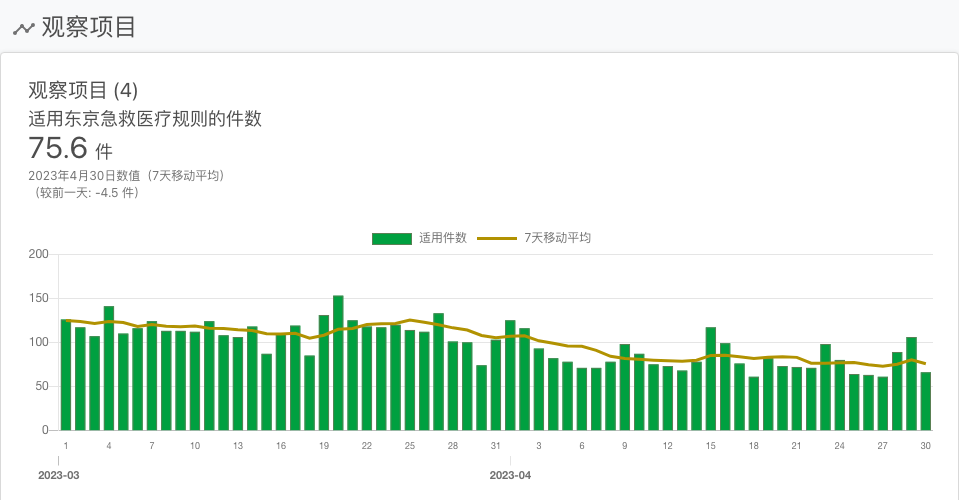 观察项目
观察项目 (4)
适用东京急救医疗规则的件数
75.6 件
2023年4月30日数值（7天移动平均）
（较前一天: -4.5 件）
适用件数 7天移动平均
200
150
100
50
0
1 4 7 10 13 16 19 22 25 28 31 3 6 9 12 15 18 21 24 27 30
2023-03 2023-04